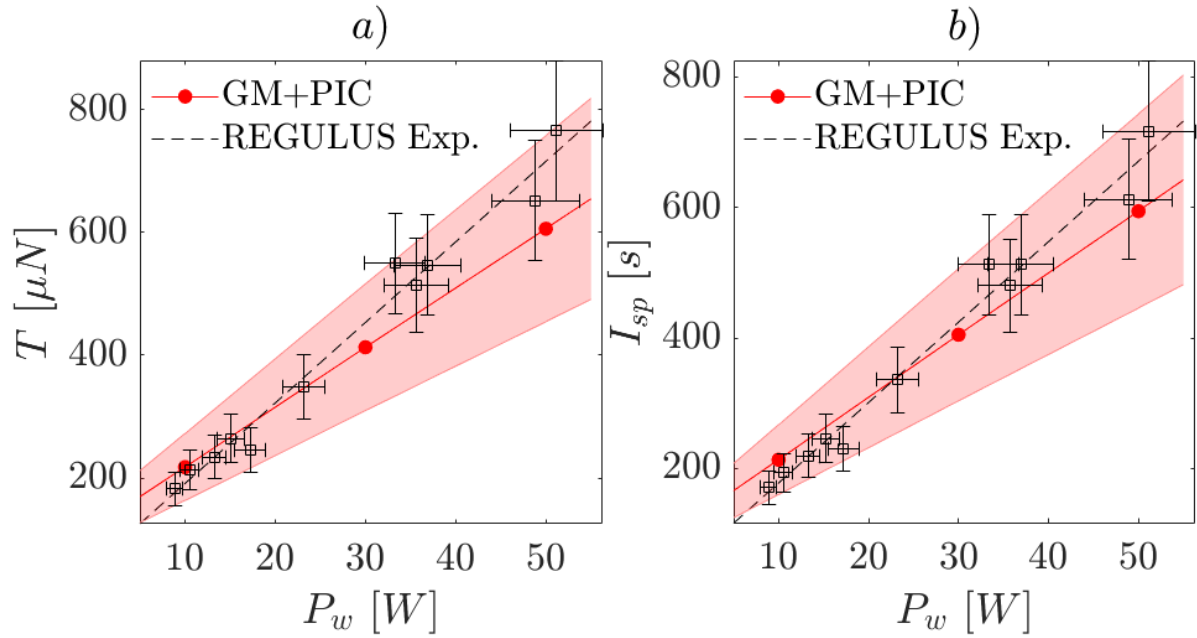 a)
GM+PIC
REGULUS Exp.
800
600
400
200
T [μN]
10 20 30 40 50
P_w [W]
b)
GM+PIC
REGULUS Exp.
800
600
400
200
I_sp [s]
10 20 30 40 50
P_w [W]